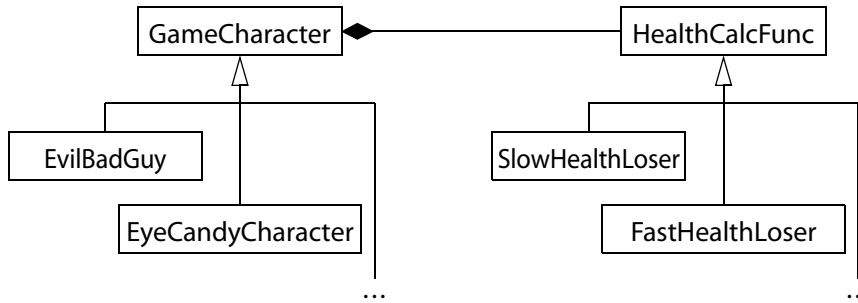 GameCharacter
HealthCalcFunc
EvilBadGuy
SlowHealthLoser
EyeCandyCharacter
FastHealthLoser
...
...